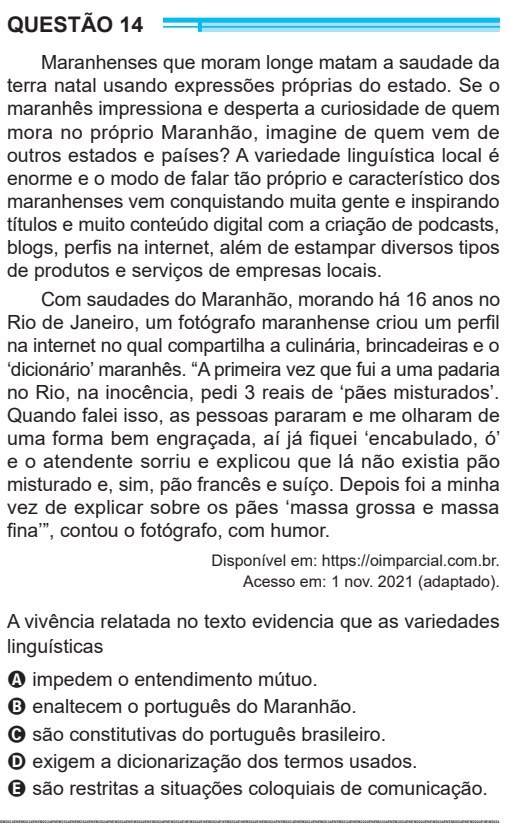 QUESTÃO 14
Maranhenses que moram longe matam a saudade da
terra natal usando expressões próprias do estado. Se o
maranhês impressiona e desperta a curiosidade de quem
mora no próprio Maranhão, imagine de quem vem de
outros estados e países? A variedade linguística local é
enorme e o modo de falar tão próprio e característico dos
maranhenses vem conquistando muita gente e inspirando
títulos e muito conteúdo digital com a criação de podcasts,
blogs, perfis na internet, além de estampar diversos tipos
de produtos e serviços de empresas locais.
Com saudades do Maranhão, morando há 16 anos no
Rio de Janeiro, um fotógrafo maranhense criou um perfil
na internet no qual compartilha a culinária, brincadeiras e o
‘dicionário’ maranhês. “A primeira vez que fui a uma padaria
no Rio, na inocência, pedi 3 reais de ‘pães misturados’.
Quando falei isso, as pessoas pararam e me olharam de
uma forma bem engraçada, aí já fiquei ‘encabulado, ó’
e o atendente sorriu e explicou que lá não existia pão
misturado e, sim, pão francês e suíço. Depois foi a minha
vez de explicar sobre os pães ‘massa grossa e massa
fina’”, contou o fotógrafo, com humor.
Disponível em: https://oimparcial.com.br.
Acesso em: 1 nov. 2021 (adaptado).
A vivência relatada no texto evidencia que as variedades
linguísticas
A impedem o entendimento mútuo.
B enaltecem o português do Maranhão.
C são constitutivas do português brasileiro.
D exigem a dicionarização dos termos usados.
E são restritas a situações coloquiais de comunicação.